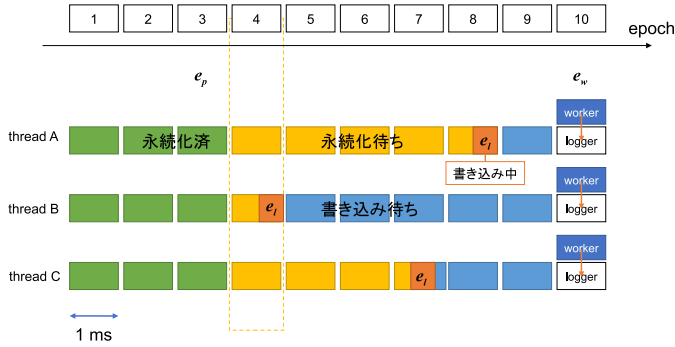 1 2 3 4 5 6 7 8 9 10
epoch
e_p e_w
worker
thread A 永続化済 永続化待ち e_l logger
書き込み中
worker
thread B e_l 書き込み待ち logger
worker
thread C e_l logger
1 ms